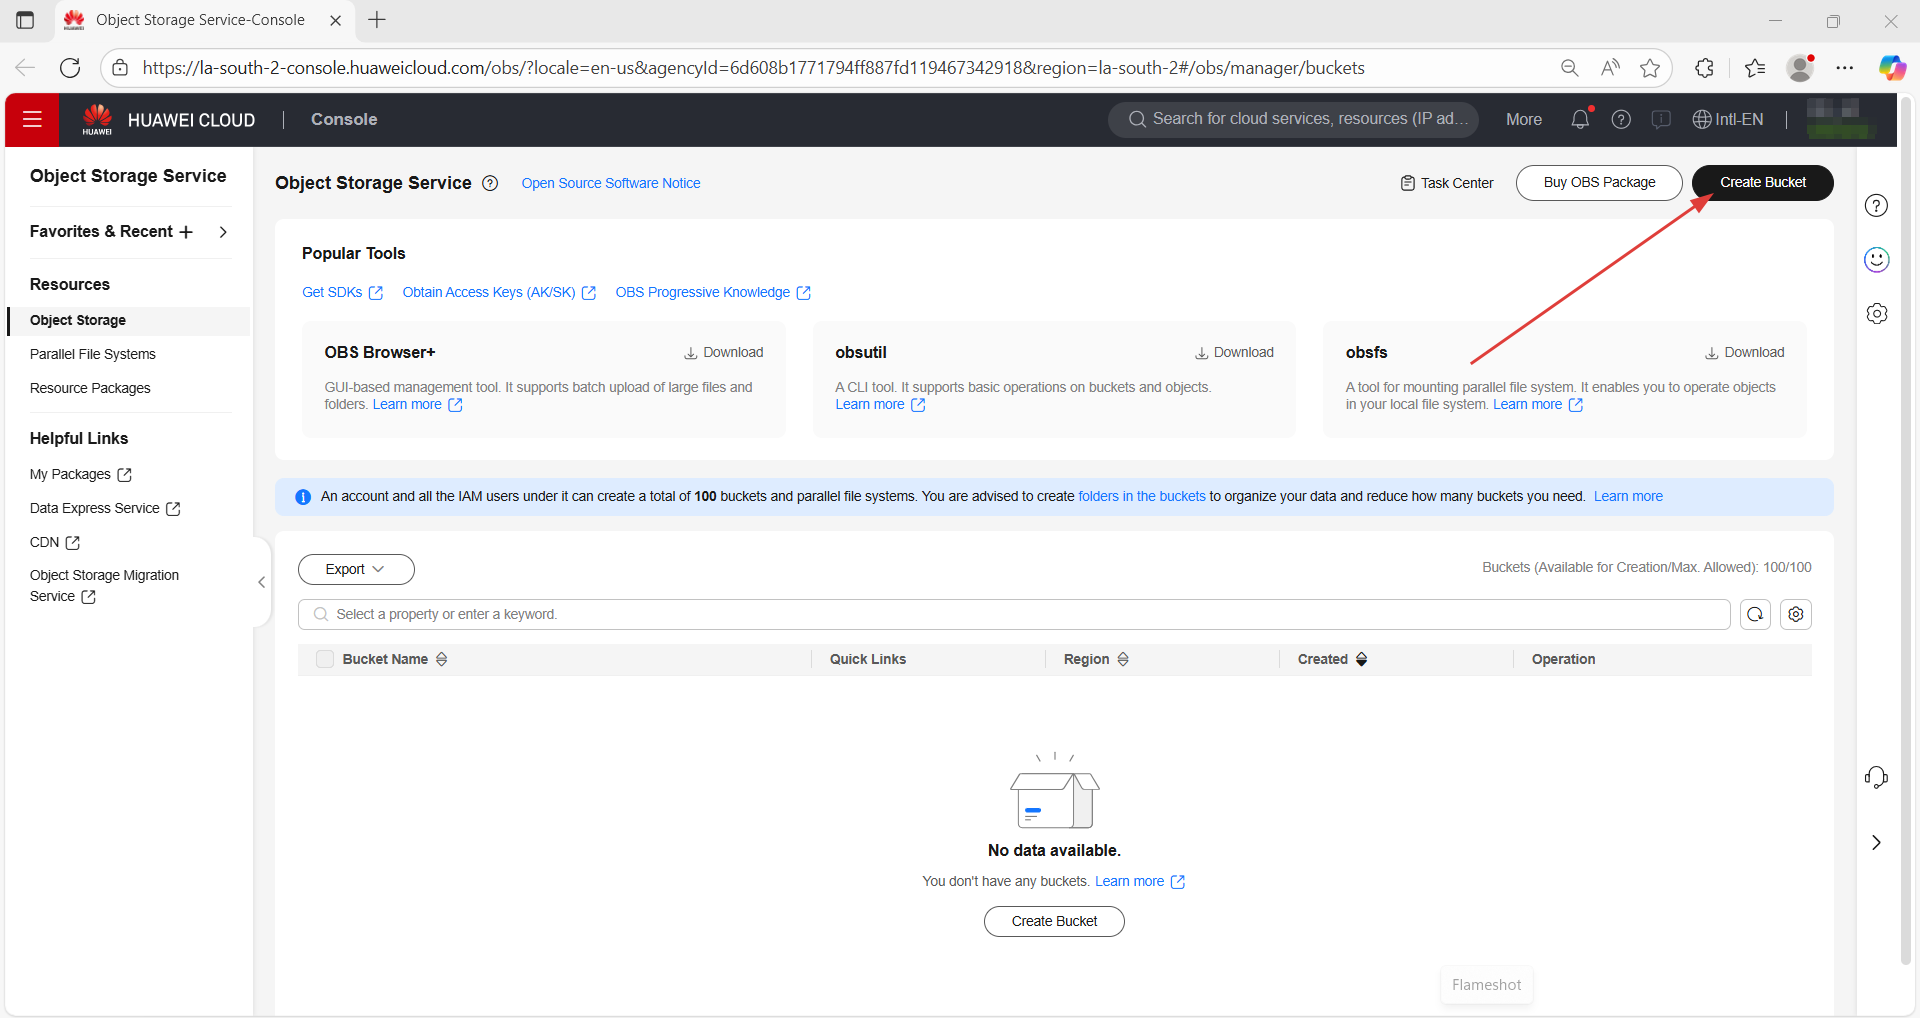 Object Storage Service-Console
https://la-south-2-console.huaweicloud.com/obs/?locale=en-us&agencyId=6d608b1771794ff887fd119467342918&region=la-south-2#/obs/manager/buckets
HUAWEI
HUAWEI CLOUD
Console
Search for cloud services, resources (IP ad...
More
Intl-EN
Object Storage Service
Favorites & Recent
Resources
Object Storage
Parallel File Systems
Resource Packages
Helpful Links
My Packages
Data Express Service
CDN
Object Storage Migration
Service
Object Storage Service
Open Source Software Notice
Task Center
Buy OBS Package
Create Bucket
Popular Tools
Get SDKs
Obtain Access Keys (AK/SK)
OBS Progressive Knowledge
OBS Browser+
Download
GUI-based management tool. It supports batch upload of large files and
folders. Learn more
obsutil
Download
A CLI tool. It supports basic operations on buckets and objects.
Learn more
obsfs
Download
A tool for mounting parallel file system. It enables you to operate objects
in your local file system. Learn more
An account and all the IAM users under it can create a total of 100 buckets and parallel file systems. You are advised to create folders in the buckets to organize your data and reduce how many buckets you need. Learn more
Export
Buckets (Available for Creation/Max. Allowed): 100/100
Select a property or enter a keyword.
Bucket Name
Quick Links
Region
Created
Operation
No data available.
You don't have any buckets. Learn more
Create Bucket
Flameshot